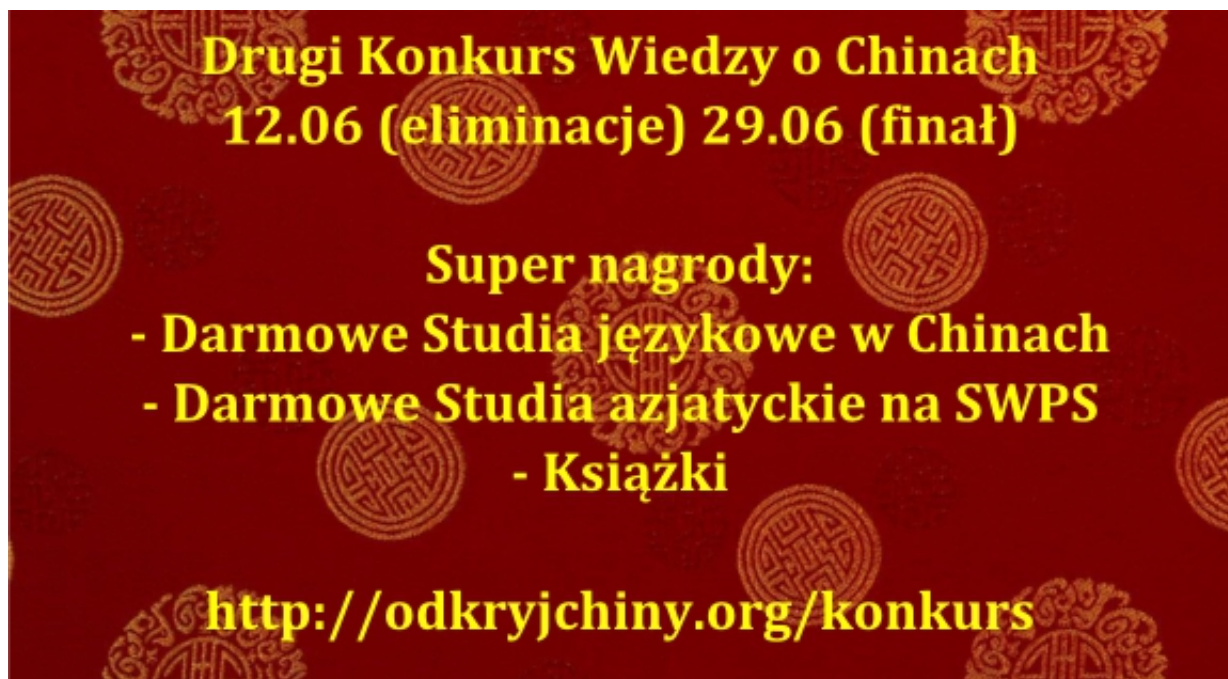 Drugi Konkurs Wiedzy o Chinach
12.06 (eliminacje) 29.06 (finał)
Super nagrody:
- Darmowe Studia językowe w Chinach
- Darmowe Studia azjatyckie na SWPS
- Książki
http://odkryjchiny.org/konkurs